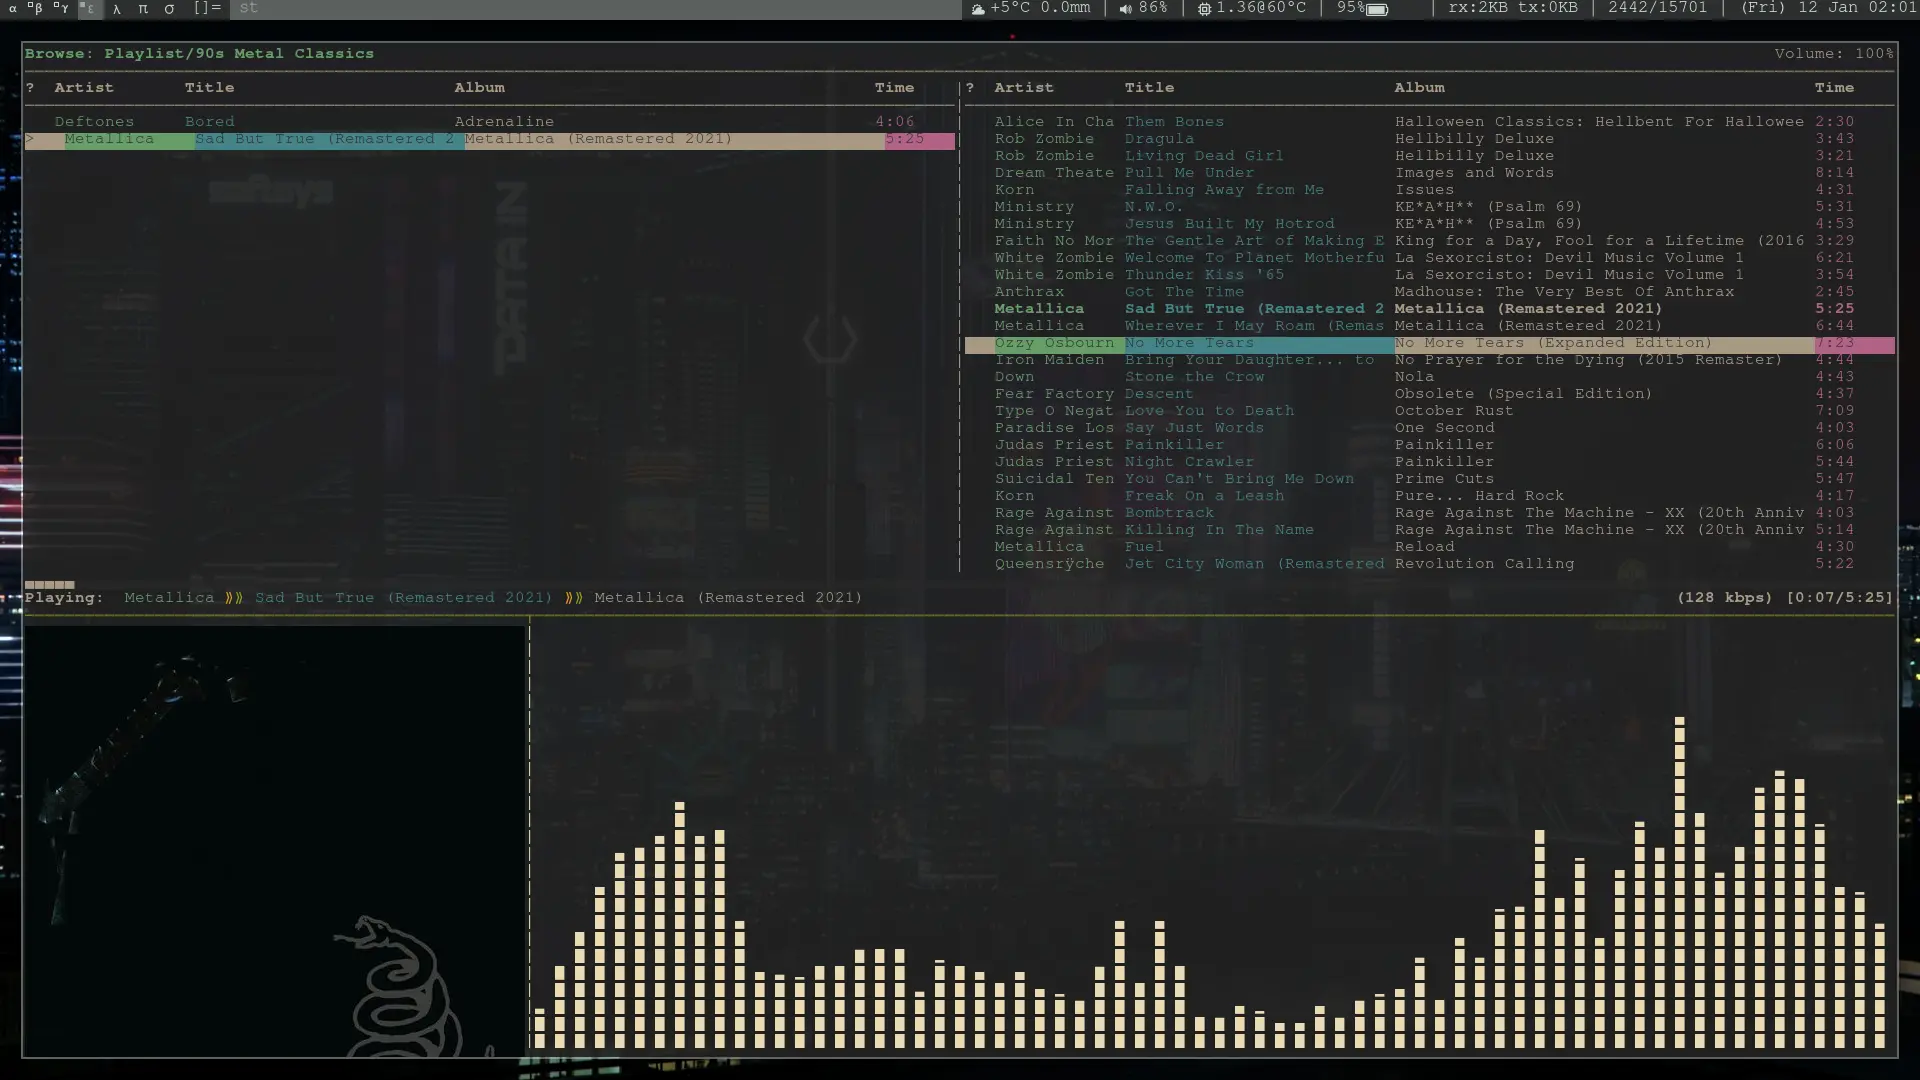 α β γ ε λ π σ []= st +5°C 0.0mm | 86% | 1.36@60°C | 95% | rx:2KB tx:0KB | 2442/15701 | (Fri) 12 Jan 02:01
Browse: Playlist/90s Metal Classics Volume: 100%
? Artist Title Album Time
Deftones Bored Adrenaline 4:06
> Metallica Sad But True (Remastered 2 Metallica (Remastered 2021) 5:25
? Artist Title Album Time
Alice In Cha Them Bones Halloween Classics: Hellbent For Hallowee 2:30
Rob Zombie Dragula Hellbilly Deluxe 3:43
Rob Zombie Living Dead Girl Hellbilly Deluxe 3:21
Dream Theate Pull Me Under Images and Words 8:14
Korn Falling Away from Me Issues 4:31
Ministry N.W.O. KE*A*H** (Psalm 69) 5:31
Ministry Jesus Built My Hotrod KE*A*H** (Psalm 69) 4:53
Faith No Mor The Gentle Art of Making E King for a Day, Fool for a Lifetime (2016 3:29
White Zombie Welcome To Planet Motherfu La Sexorcisto: Devil Music Volume 1 6:21
White Zombie Thunder Kiss '65 La Sexorcisto: Devil Music Volume 1 3:54
Anthrax Got The Time Madhouse: The Very Best Of Anthrax 2:45
Metallica Sad But True (Remastered 2 Metallica (Remastered 2021) 5:25
Metallica Wherever I May Roam (Remas Metallica (Remastered 2021) 6:44
Ozzy Osbourn No More Tears No More Tears (Expanded Edition) 7:23
Iron Maiden Bring Your Daughter... to No Prayer for the Dying (2015 Remaster) 4:44
Down Stone the Crow Nola 4:43
Fear Factory Descent Obsolete (Special Edition) 4:37
Type O Negat Love You to Death October Rust 7:09
Paradise Los Say Just Words One Second 4:03
Judas Priest Painkiller Painkiller 6:06
Judas Priest Night Crawler Painkiller 5:44
Suicidal Ten You Can't Bring Me Down Prime Cuts 5:47
Korn Freak On a Leash Pure... Hard Rock 4:17
Rage Against Bombtrack Rage Against The Machine - XX (20th Anniv 4:03
Rage Against Killing In The Name Rage Against The Machine - XX (20th Anniv 5:14
Metallica Fuel Reload 4:30
Queensrÿche Jet City Woman (Remastered Revolution Calling 5:22
Playing: Metallica ⟫⟫ Sad But True (Remastered 2021) ⟫⟫ Metallica (Remastered 2021) (128 kbps) [0:07/5:25]